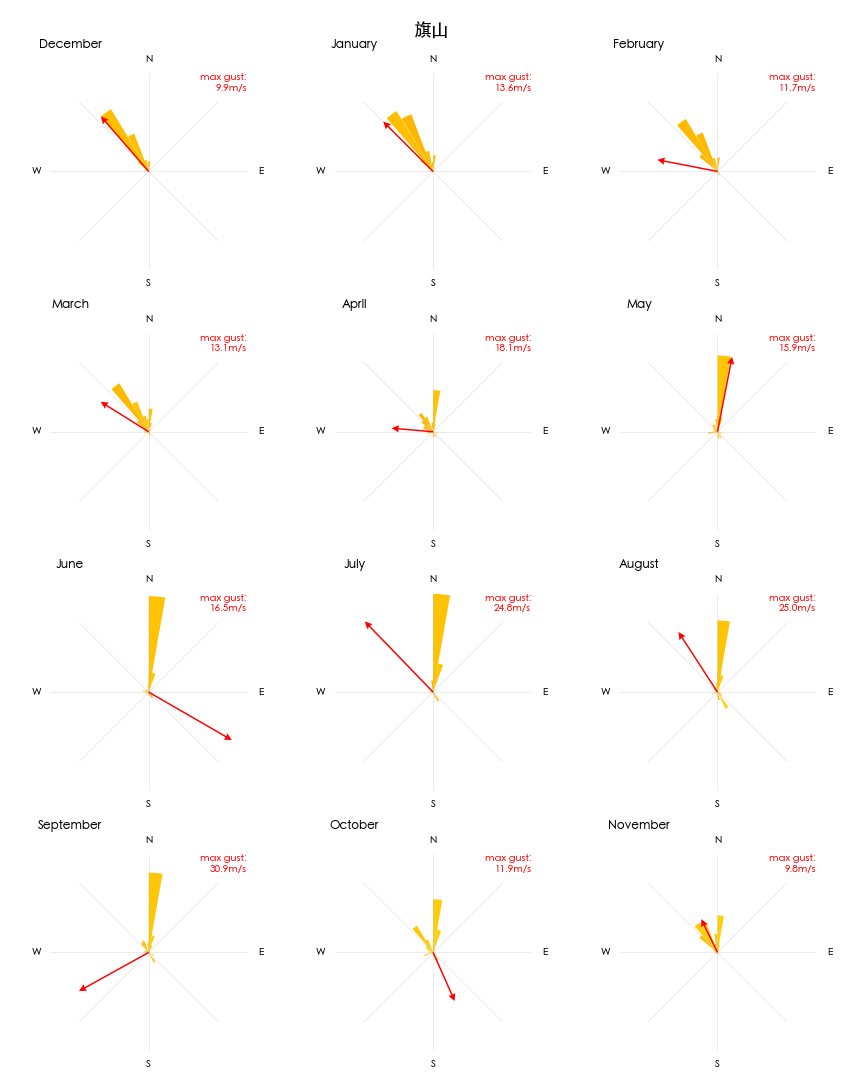 旗山
December
January
February
N
N
N
max gust:
9.9m/s
max gust:
13.6m/s
max gust:
11.7m/s
W
E
W
E
W
E
S
S
S
March
April
May
N
N
N
max gust:
13.1m/s
max gust:
18.1m/s
max gust:
15.9m/s
W
E
W
E
W
E
S
S
S
June
July
August
N
N
N
max gust:
16.5m/s
max gust:
24.8m/s
max gust:
25.0m/s
W
E
W
E
W
E
S
S
S
September
October
November
N
N
N
max gust:
30.9m/s
max gust:
11.9m/s
max gust:
9.8m/s
W
E
W
E
W
E
S
S
S